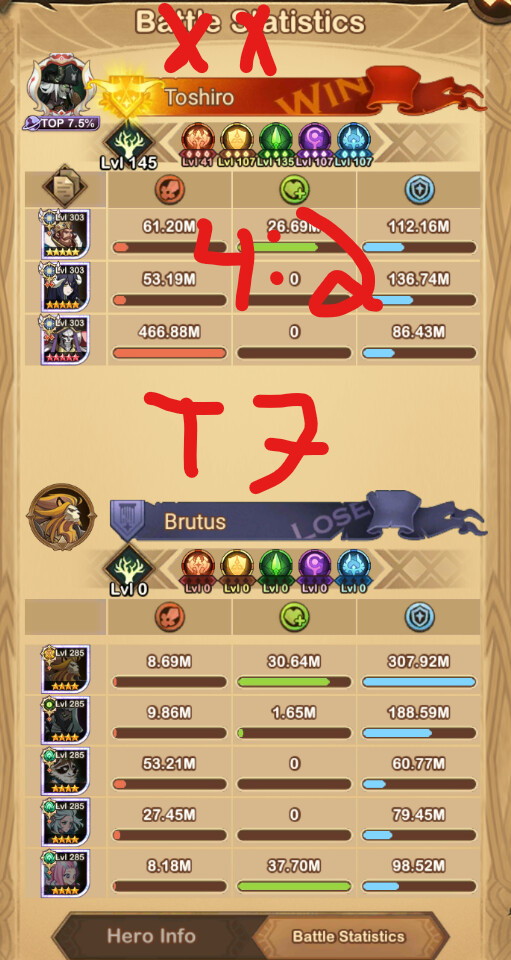 Battle Statistics
X X
Toshiro
WIN
TOP 7.5%
Lvl 145
Lvl 41 Lvl 107 Lvl 135 Lvl 107 Lvl 107
Lvl 303
61.20M 26.69M 112.16M
4:2
Lvl 303
53.19M 0 136.74M
Lvl 303
466.88M 0 86.43M
T 7
Brutus
LOSE
Lvl 0
Lvl 0 Lvl 0 Lvl 0 Lvl 0 Lvl 0
Lvl 285
8.69M 30.64M 307.92M
Lvl 285
9.86M 1.65M 188.59M
Lvl 285
53.21M 0 60.77M
Lvl 285
27.45M 0 79.45M
Lvl 285
8.18M 37.70M 98.52M
Hero Info Battle Statistics